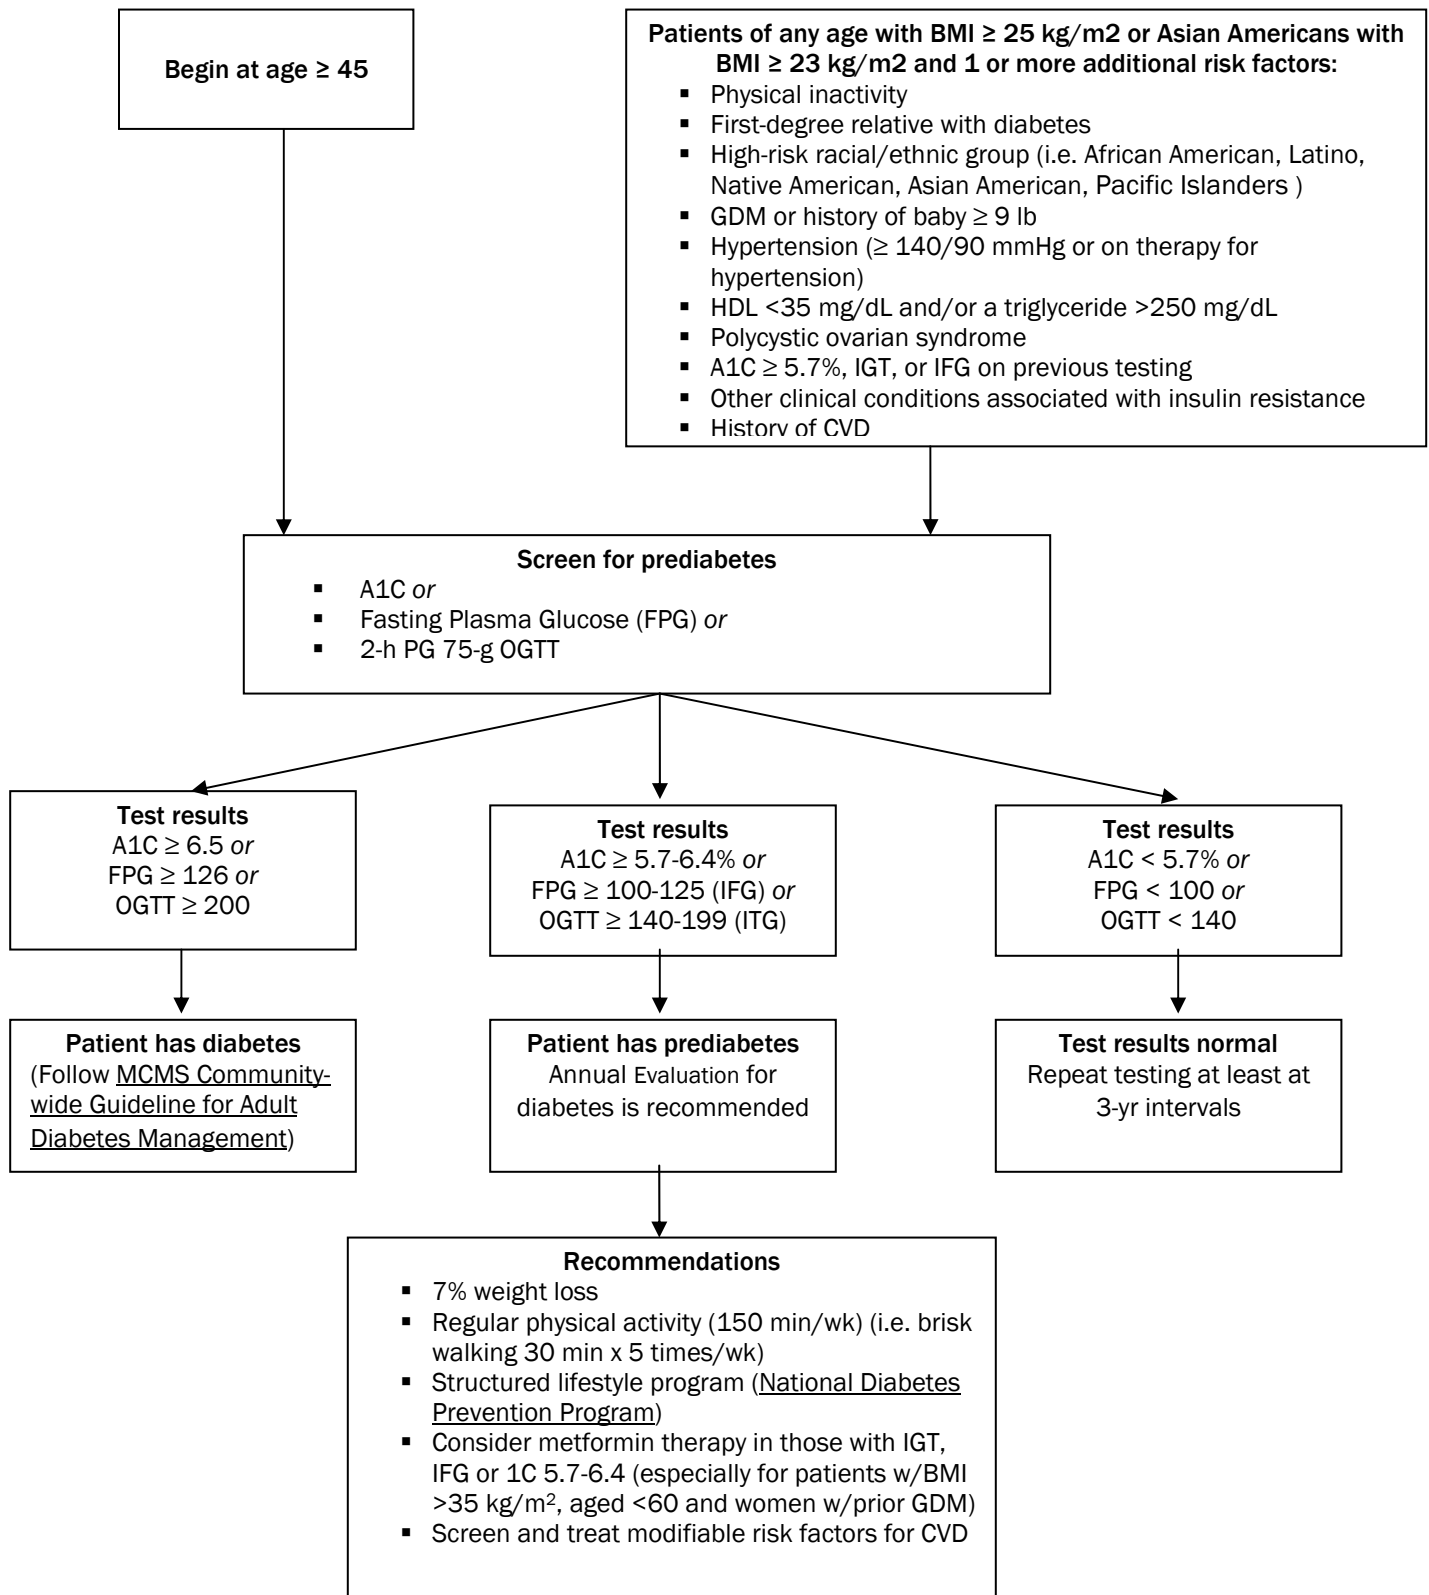 Begin at age ≥ 45
Patients of any age with BMI ≥ 25 kg/m2 or Asian Americans with
BMI ≥ 23 kg/m2 and 1 or more additional risk factors:
▪ Physical inactivity
▪ First-degree relative with diabetes
▪ High-risk racial/ethnic group (i.e. African American, Latino,
Native American, Asian American, Pacific Islanders )
▪ GDM or history of baby ≥ 9 lb
▪ Hypertension (≥ 140/90 mmHg or on therapy for
hypertension)
▪ HDL <35 mg/dL and/or a triglyceride >250 mg/dL
▪ Polycystic ovarian syndrome
▪ A1C ≥ 5.7%, IGT, or IFG on previous testing
▪ Other clinical conditions associated with insulin resistance
▪ History of CVD
Screen for prediabetes
▪ A1C or
▪ Fasting Plasma Glucose (FPG) or
▪ 2-h PG 75-g OGTT
Test results
A1C ≥ 6.5 or
FPG ≥ 126 or
OGTT ≥ 200
Test results
A1C ≥ 5.7-6.4% or
FPG ≥ 100-125 (IFG) or
OGTT ≥ 140-199 (ITG)
Test results
A1C < 5.7% or
FPG < 100 or
OGTT < 140
Patient has diabetes
(Follow MCMS Community-
wide Guideline for Adult
Diabetes Management)
Patient has prediabetes
Annual Evaluation for
diabetes is recommended
Test results normal
Repeat testing at least at
3-yr intervals
Recommendations
▪ 7% weight loss
▪ Regular physical activity (150 min/wk) (i.e. brisk
walking 30 min x 5 times/wk)
▪ Structured lifestyle program (National Diabetes
Prevention Program)
▪ Consider metformin therapy in those with IGT,
IFG or 1C 5.7-6.4 (especially for patients w/BMI
>35 kg/m², aged <60 and women w/prior GDM)
▪ Screen and treat modifiable risk factors for CVD